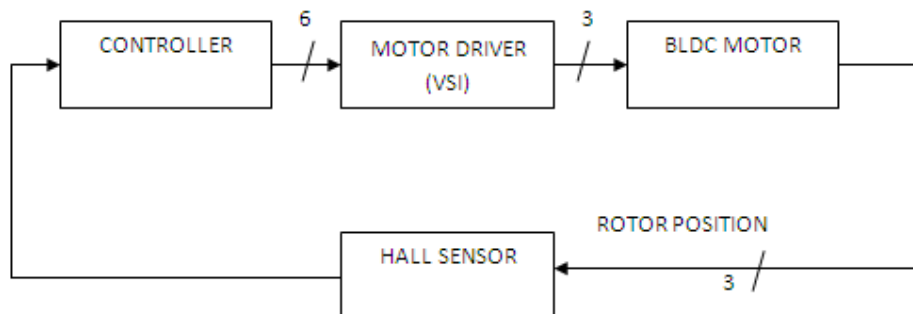 6
3
CONTROLLER
MOTOR DRIVER
(VSI)
BLDC MOTOR
ROTOR POSITION
HALL SENSOR
3